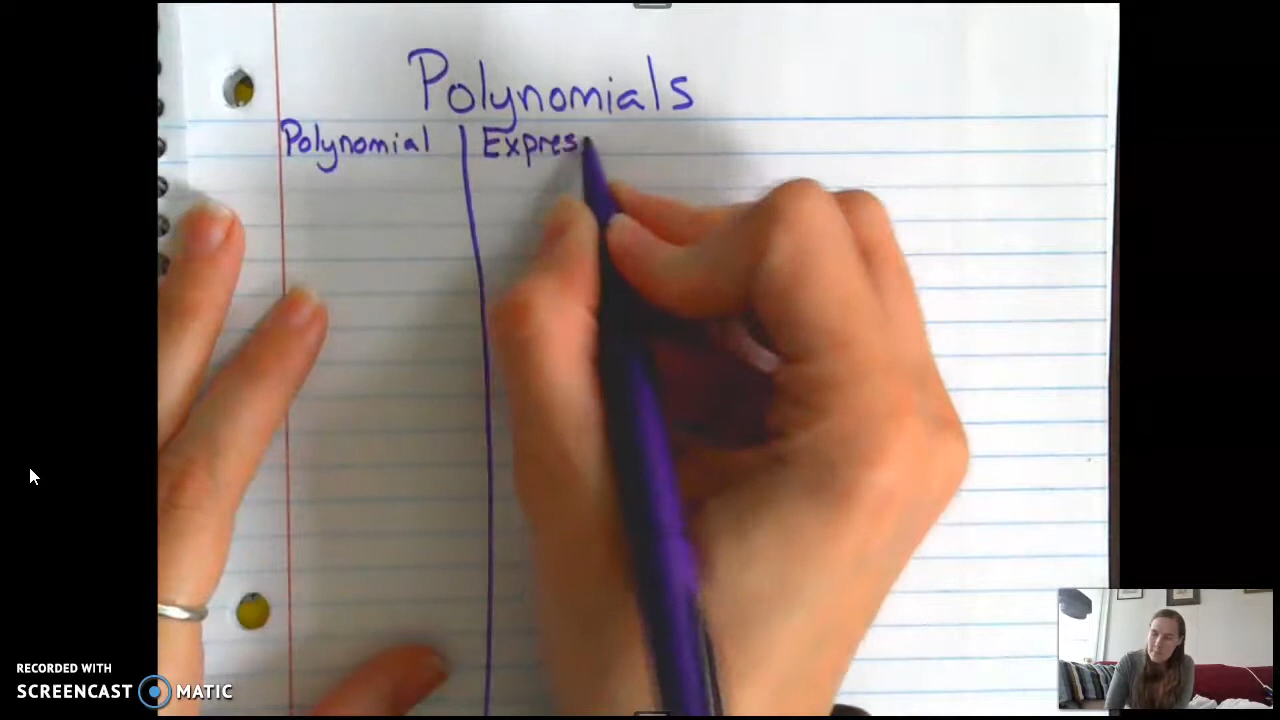 Polynomials
Polynomial Expres
RECORDED WITH
SCREENCAST MATIC